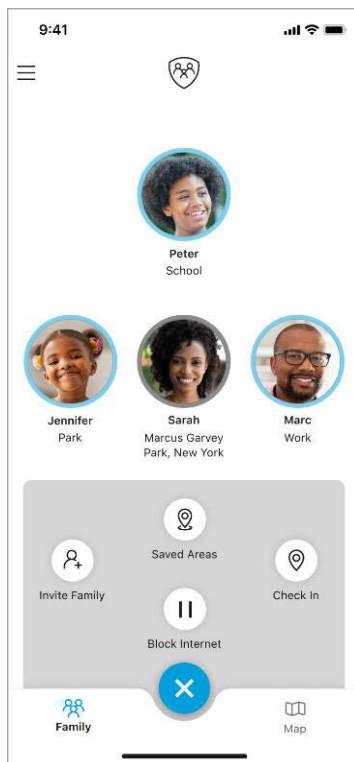 9:41
Peter
School
Jennifer
Park
Sarah
Marcus Garvey
Park, New York
Marc
Work
Saved Areas
Invite Family
Check In
Block Internet
Family
Map